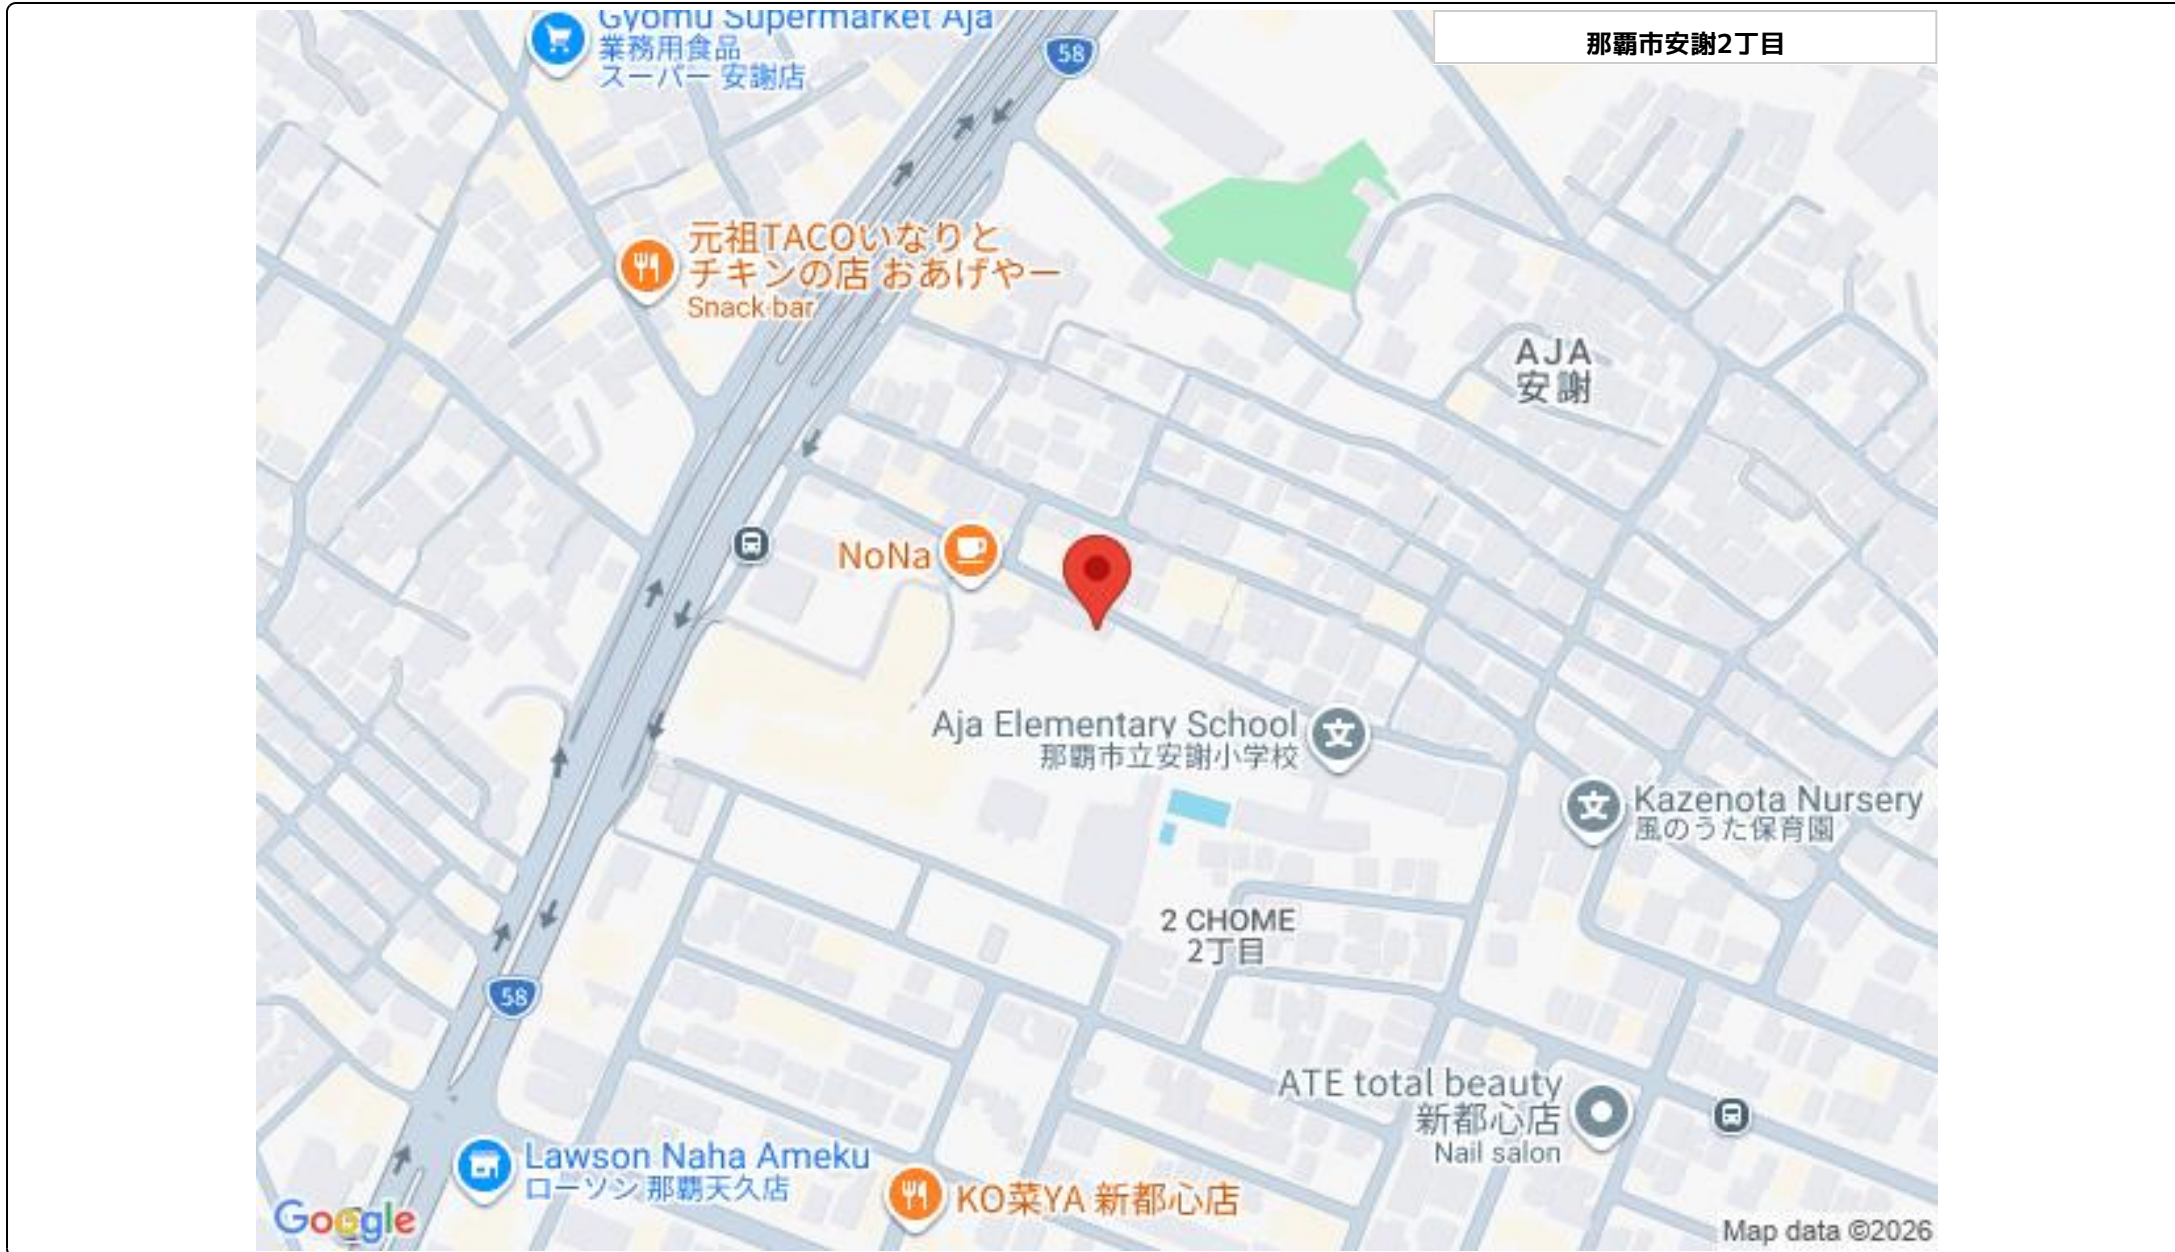 那覇市安謝2丁目
Gyomu Supermarket Aja
業務用食品
スーパー 安謝店
58
元祖TACOいなりと
チキンの店 おあげやー
Snack bar
AJA
安謝
NoNa
Aja Elementary School
那覇市立安謝小学校
文
文
Kazenota Nursery
風のうた保育園
2 CHOME
2丁目
58
ATE total beauty
新都心店
Nail salon
Lawson Naha Ameku
ローソン 那覇天久店
KO菜YA 新都心店
Google
Map data ©2026